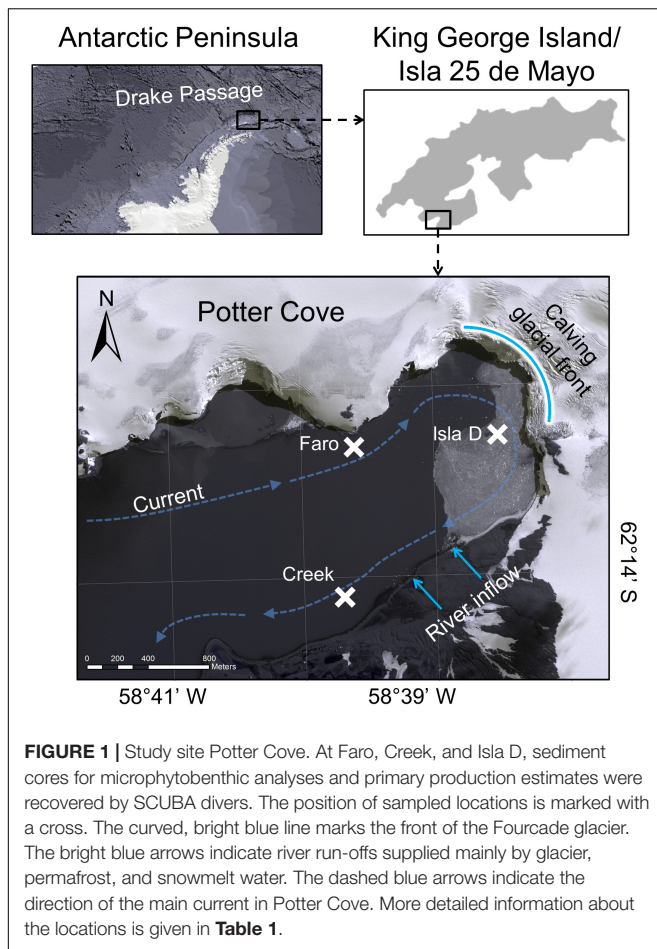 Antarctic Peninsula
King George Island/
Isla 25 de Mayo
Drake Passage
N
Potter Cove
Calving
glacial front
Faro
Isla D
Current
Creek
River inflow
62°14' S
0 200 400 800
Meters
58°41' W
58°39' W
FIGURE 1 | Study site Potter Cove. At Faro, Creek, and Isla D, sediment
cores for microphytobenthic analyses and primary production estimates were
recovered by SCUBA divers. The position of sampled locations is marked with
a cross. The curved, bright blue line marks the front of the Fourcade glacier.
The bright blue arrows indicate river run-offs supplied mainly by glacier,
permafrost, and snowmelt water. The dashed blue arrows indicate the
direction of the main current in Potter Cove. More detailed information about
the locations is given in Table 1.